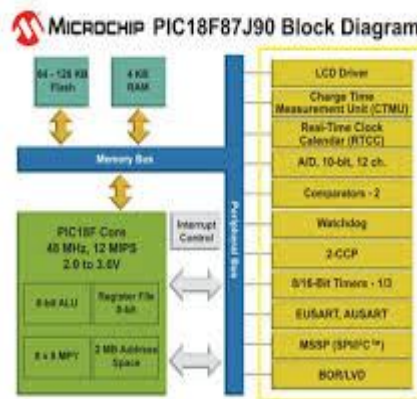 MICROCHIP PIC18F87J90 Block Diagram
64 - 128 KB
Flash
4 KB
RAM
Memory Bus
PIC18F Core
48 MHz, 12 MIPS
2.0 to 3.6V
8-bit ALU
Register File
8-bit
8 x 8 MPY
2 MB Address
Space
Interrupt
Control
Peripheral Bus
LCD Driver
Charge Time
Measurement Unit (CTMU)
Real-Time Clock
Calendar (RTCC)
A/D, 10-bit, 12 ch.
Comparators - 2
Watchdog
2-CCP
8/16-Bit Timers - 1/3
EUSART, AUSART
MSSP (SPI/I²C™)
BOR/LVD